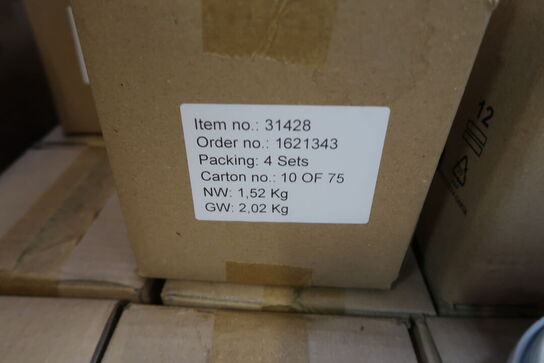 Item no.: 31428
Order no.: 1621343
Packing: 4 Sets
Carton no.: 10 OF 75
NW: 1,52 Kg
GW: 2,02 Kg
12